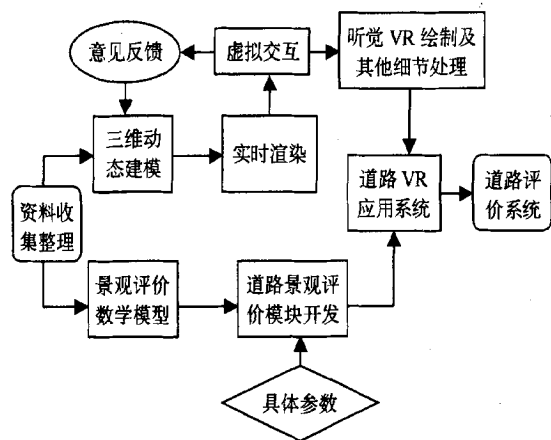 意见反馈
虚拟交互
听觉 VR 绘制及
其他细节处理
三维动
态建模
实时渲染
道路 VR
应用系统
道路评
价系统
资料收
集整理
景观评价
数学模型
道路景观评
价模块开发
具体参数